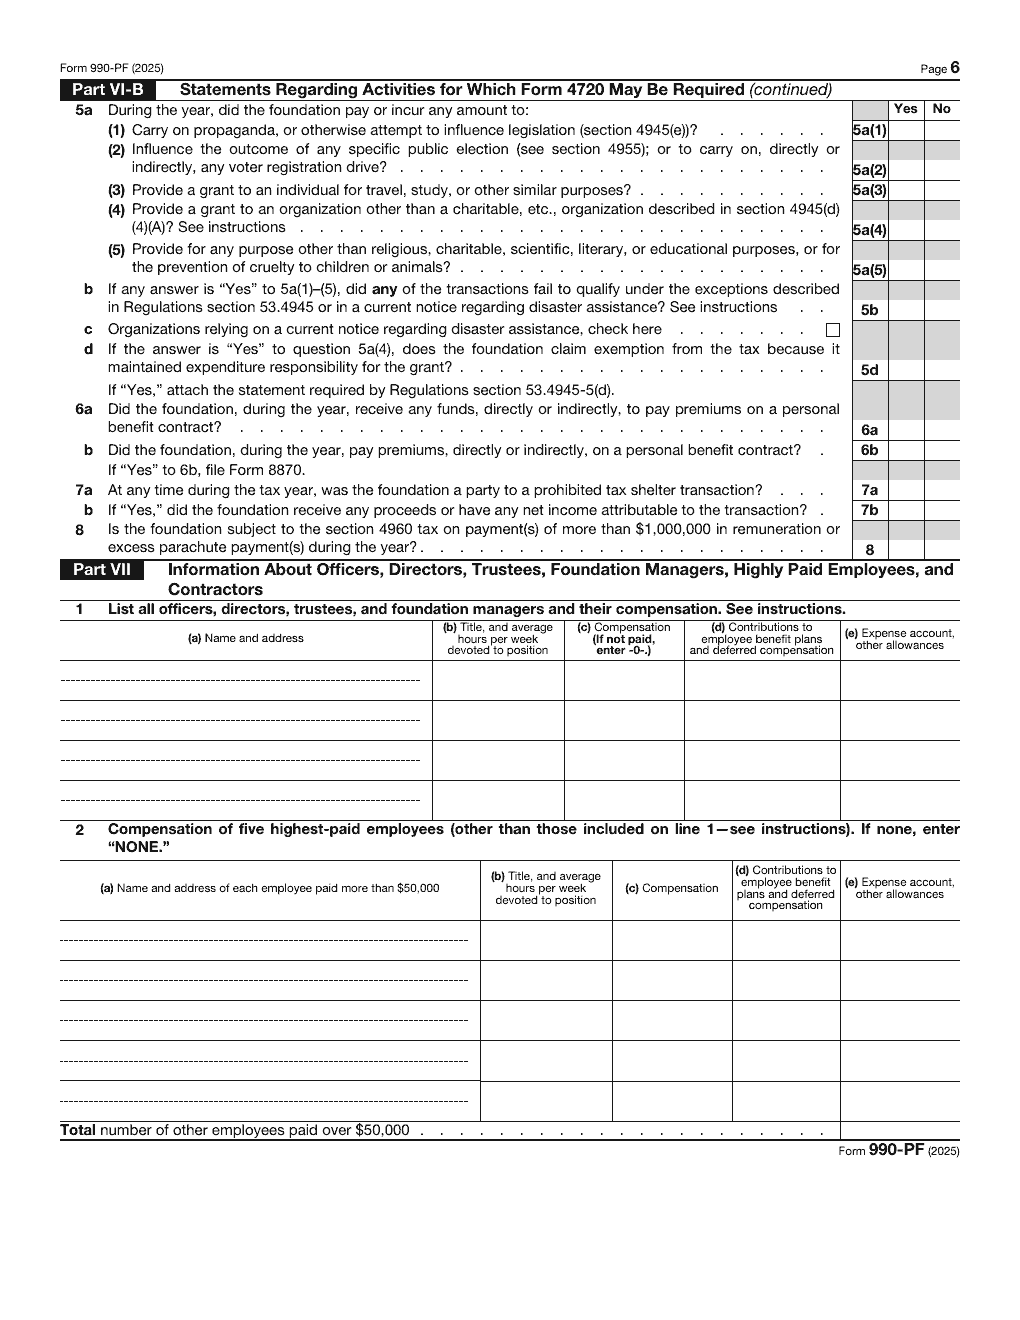 Form 990-PF (2025) Page 6
Part VI-B Statements Regarding Activities for Which Form 4720 May Be Required (continued)
5a During the year, did the foundation pay or incur any amount to: Yes No
(1) Carry on propaganda, or otherwise attempt to influence legislation (section 4945(e))? . . . . . . 5a(1)
(2) Influence the outcome of any specific public election (see section 4955); or to carry on, directly or
indirectly, any voter registration drive? . . . . . . . . . . . . . . . . . . . . . . 5a(2)
(3) Provide a grant to an individual for travel, study, or other similar purposes? . . . . . . . . . 5a(3)
(4) Provide a grant to an organization other than a charitable, etc., organization described in section 4945(d)
(4)(A)? See instructions . . . . . . . . . . . . . . . . . . . . . . . . . . . 5a(4)
(5) Provide for any purpose other than religious, charitable, scientific, literary, or educational purposes, or for
the prevention of cruelty to children or animals? . . . . . . . . . . . . . . . . . . . 5a(5)
b If any answer is “Yes” to 5a(1)–(5), did any of the transactions fail to qualify under the exceptions described
in Regulations section 53.4945 or in a current notice regarding disaster assistance? See instructions . . 5b
c Organizations relying on a current notice regarding disaster assistance, check here . . . . . . .
d If the answer is “Yes” to question 5a(4), does the foundation claim exemption from the tax because it
maintained expenditure responsibility for the grant? . . . . . . . . . . . . . . . . . . . 5d
If “Yes,” attach the statement required by Regulations section 53.4945-5(d).
6a Did the foundation, during the year, receive any funds, directly or indirectly, to pay premiums on a personal
benefit contract? . . . . . . . . . . . . . . . . . . . . . . . . . . . . . 6a
b Did the foundation, during the year, pay premiums, directly or indirectly, on a personal benefit contract? . 6b
If “Yes” to 6b, file Form 8870.
7a At any time during the tax year, was the foundation a party to a prohibited tax shelter transaction? . . . 7a
b If “Yes,” did the foundation receive any proceeds or have any net income attributable to the transaction? . 7b
8 Is the foundation subject to the section 4960 tax on payment(s) of more than $1,000,000 in remuneration or
excess parachute payment(s) during the year? . . . . . . . . . . . . . . . . . . . . . 8
Part VII Information About Officers, Directors, Trustees, Foundation Managers, Highly Paid Employees, and
Contractors
1 List all officers, directors, trustees, and foundation managers and their compensation. See instructions.
(a) Name and address
(b) Title, and average
hours per week
devoted to position
(c) Compensation
(If not paid,
enter -0-.)
(d) Contributions to
employee benefit plans
and deferred compensation
(e) Expense account,
other allowances
2 Compensation of five highest-paid employees (other than those included on line 1—see instructions). If none, enter
“NONE.”
(a) Name and address of each employee paid more than $50,000
(b) Title, and average
hours per week
devoted to position
(c) Compensation
(d) Contributions to
employee benefit
plans and deferred
compensation
(e) Expense account,
other allowances
Total number of other employees paid over $50,000 . . . . . . . . . . . . . . . . . . . . .
Form 990-PF (2025)